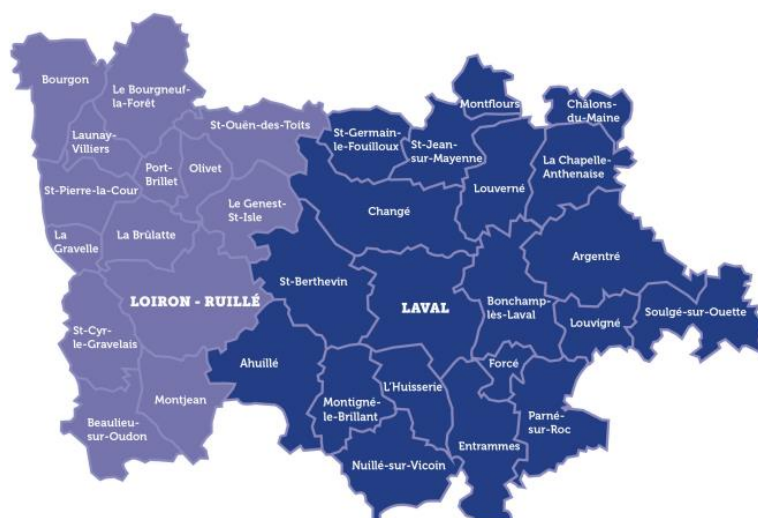 Bourgon
Le Bourgneuf-
la-Forêt
Launay-
Villiers
St-Ouën-des-Toits
Port-
Brillet
Olivet
St-Pierre-la-Cour
Le Genest-
St-Isle
La
Gravelle
La Brûlatte
LOIRON - RUILLÉ
St-Cyr-
le-Gravelais
Montjean
Beaulieu-
sur-Oudon
St-Germain-
le-Fouilloux
St-Jean-
sur-Mayenne
Montflours
Châlons-
du-Maine
La Chapelle-
Anthenaise
Louverné
Changé
Argentré
St-Berthevin
LAVAL
Bonchamp-
lès-Laval
Louvigné
Soulgé-sur-Ouette
Ahuillé
Montigné-
le-Brillant
L'Huisserie
Forcé
Entrammes
Parné-
sur-Roc
Nuillé-sur-Vicoin